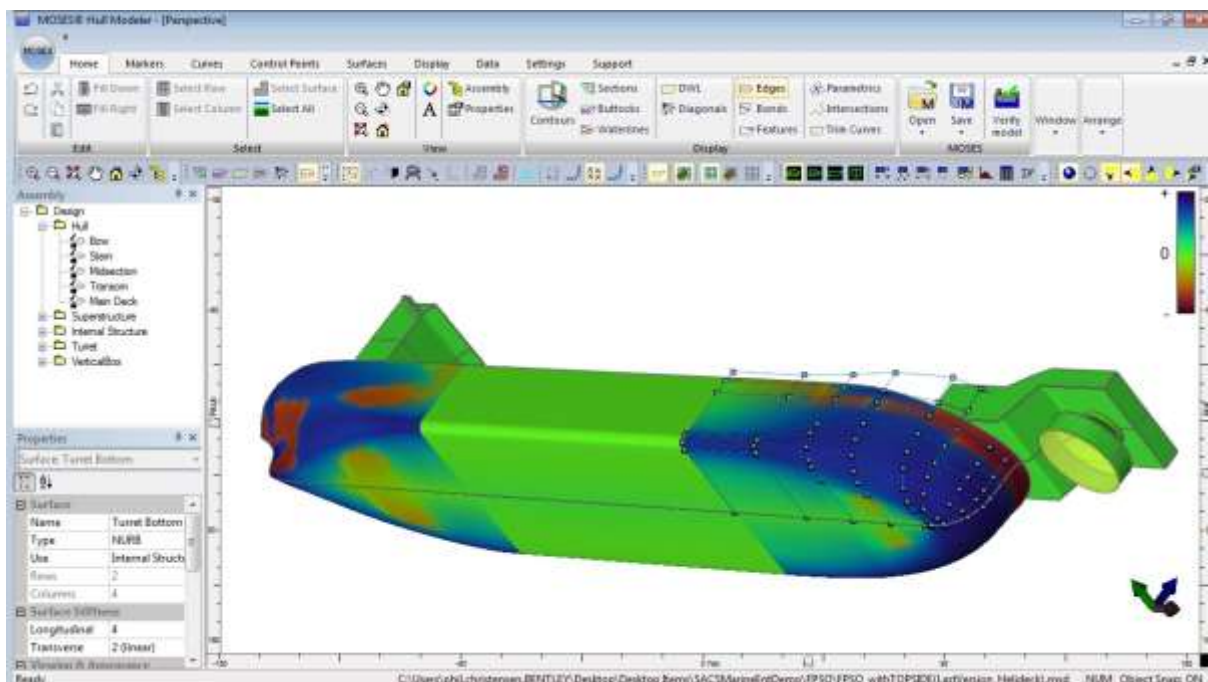 MOSES® Hull Modeler - [Perspective]
MOSES
Home Markers Curves Control Points Surfaces Display Data Settings Support
Fill Down Select Row Select Surface Assembly Sections DWL Edges Parametrics
Fill Right Select Column Select All Properties Contours Buttocks Diagonals Bonds Intersections Open Save Verify model Window Arrange
Waterlines Features Trim Curves
Edit Select View Display MOSES
Assembly
Design
Hull
Bow
Stern
Midsection
Transom
Main Deck
Superstructure
Internal Structure
Turret
VerticalBox
+
0
-
Properties
Surface: Turret Bottom
Surface
Name Turret Bottom
Type NURB
Use Internal Struct
Rows 2
Columns 4
Surface Stiffness
Longitudinal 4
Transverse 2 (linear)
Viewing & Appearance
Ready
NUM Object Snap ON